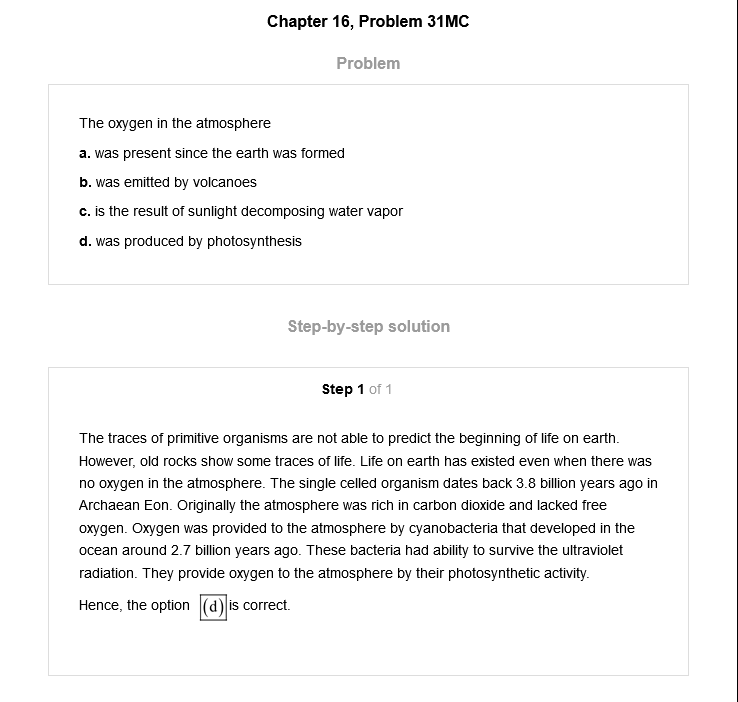 Chapter 16, Problem 31MC
Problem
The oxygen in the atmosphere
a. was present since the earth was formed
b. was emitted by volcanoes
c. is the result of sunlight decomposing water vapor
d. was produced by photosynthesis
Step-by-step solution
Step 1 of 1
The traces of primitive organisms are not able to predict the beginning of life on earth.
However, old rocks show some traces of life. Life on earth has existed even when there was
no oxygen in the atmosphere. The single celled organism dates back 3.8 billion years ago in
Archaean Eon. Originally the atmosphere was rich in carbon dioxide and lacked free
oxygen. Oxygen was provided to the atmosphere by cyanobacteria that developed in the
ocean around 2.7 billion years ago. These bacteria had ability to survive the ultraviolet
radiation. They provide oxygen to the atmosphere by their photosynthetic activity.
Hence, the option (d) is correct.